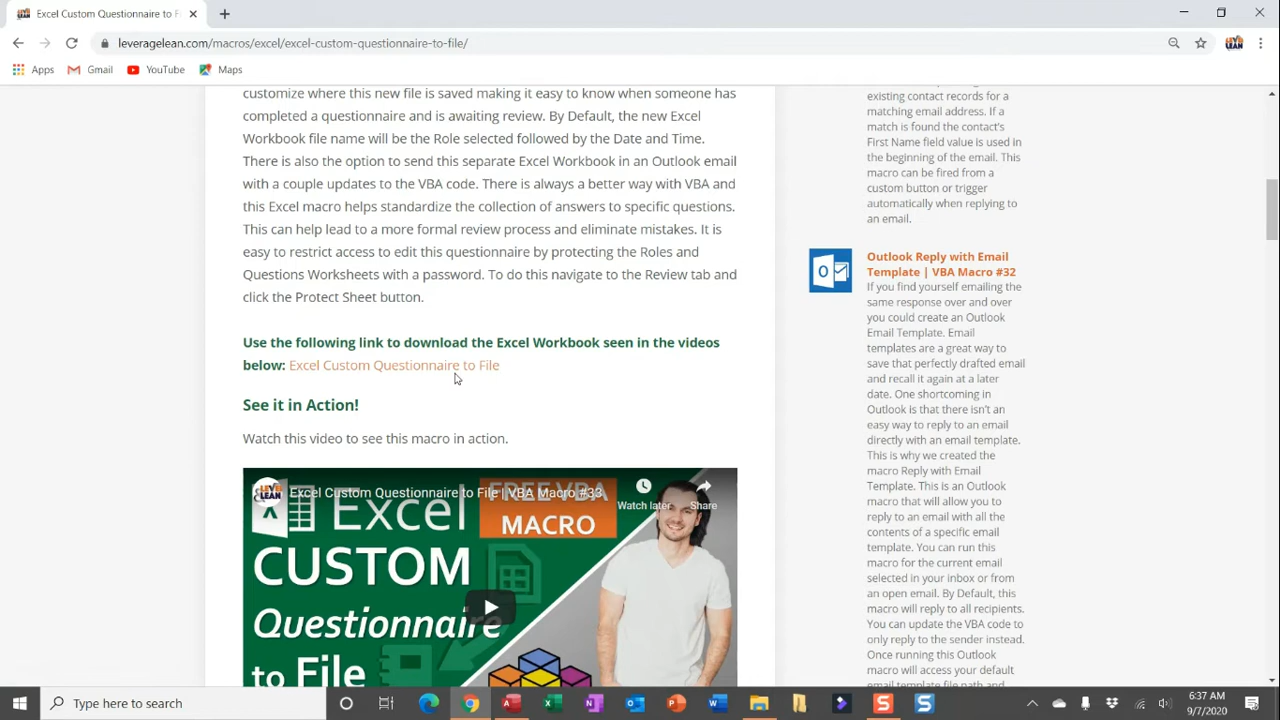 Excel Custom Questionnaire to F
leveragelean.com/macros/excel/excel-custom-questionnaire-to-file/
Apps
Gmail
YouTube
Maps
customize where this new file is saved making it easy to know when someone has
completed a questionnaire and is awaiting review. By Default, the new Excel
Workbook file name will be the Role selected followed by the Date and Time.
There is also the option to send this separate Excel Workbook in an Outlook email
with a couple updates to the VBA code. There is always a better way with VBA and
this Excel macro helps standardize the collection of answers to specific questions.
This can help lead to a more formal review process and eliminate mistakes. It is
easy to restrict access to edit this questionnaire by protecting the Roles and
Questions Worksheets with a password. To do this navigate to the Review tab and
click the Protect Sheet button.
Use the following link to download the Excel Workbook seen in the videos
below: Excel Custom Questionnaire to File
See it in Action!
Watch this video to see this macro in action.
Excel Custom Questionnaire to File | VBA Macro #33
Watch later
Share
FREE VBA
MACRO
Excel
CUSTOM
Questionnaire
to File
existing contact records for a
matching email address. If a
match is found the contact's
First Name field value is used in
the beginning of the email. This
macro can be fired from a
custom button or trigger
automatically when replying to
an email.
Outlook Reply with Email
Template | VBA Macro #32
If you find yourself emailing the
same response over and over
you could create an Outlook
Email Template. Email
templates are a great way to
save that perfectly drafted email
and recall it again at a later
date. One shortcoming in
Outlook is that there isn't an
easy way to reply to an email
directly with an email template.
This is why we created the
macro Reply with Email
Template. This is an Outlook
macro that will allow you to
reply to an email with all the
contents of a specific email
template. You can run this
macro for the current email
selected in your inbox or from
an open email. By Default, this
macro will reply to all recipients.
You can update the VBA code to
only reply to the sender instead.
Once running this Outlook
macro will access your default
email template file path and
Type here to search
6:37 AM
9/7/2020